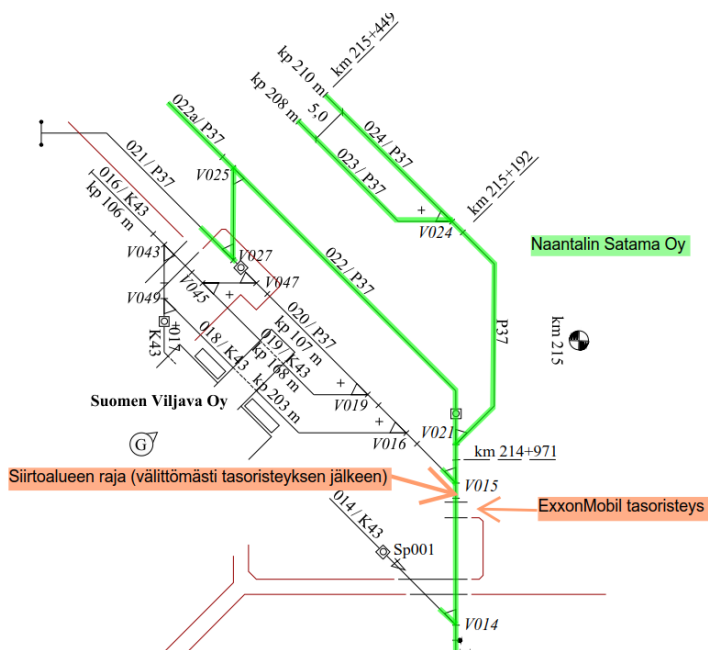 km 215+449
kp 210 m
kp 208 m
5,0
022a/P37
024/P37
023/P37
021/P37
016/K43
kp 106 m
V025
km 215+192
V024
Naantalin Satama Oy
V043
V027
V047
V045
V049
022/P37
P37
km 215
020/P37
kp 107 m
017
K43
018/K43
019/K43
kp 168 m
kp 203 m
Suomen Viljava Oy
V019
V016
V021
G
km 214+971
Siirtoalueen raja (välittömästi tasoristeyksen jälkeen)
V015
ExxonMobil tasoristeys
014/K43
Sp001
V014